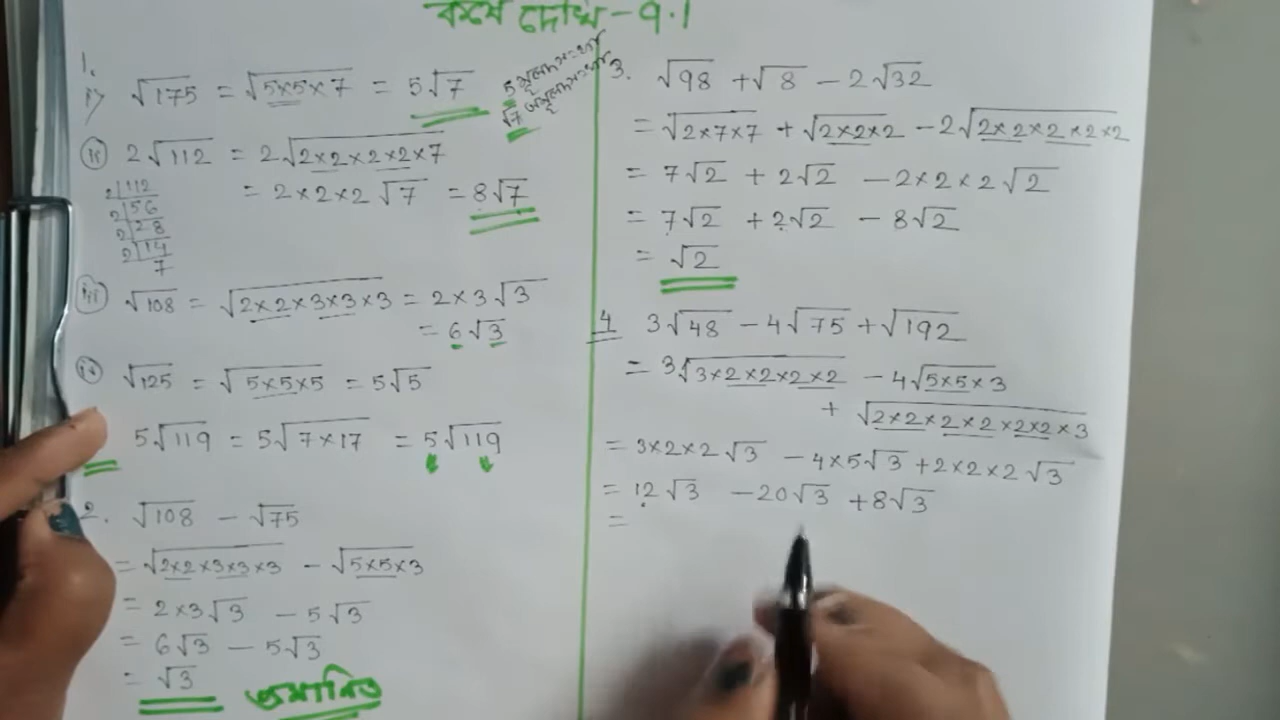 কষে দেখি - 9.1
1.
i) √175 = √5×5×7 = 5√7
5 মূলদ সংখ্যা
√7 অমূলদ সংখ্যা
ii) 2√112 = 2√2×2×2×2×7
= 2×2×2√7 = 8√7
2 112
2 56
2 28
2 14
7
iii) √108 = √2×2×3×3×3 = 2×3√3
= 6√3
iv) √125 = √5×5×5 = 5√5
5√119 = 5√7×17 = 5√119
2. √108 - √75
= √2×2×3×3×3 - √5×5×3
= 2×3√3 - 5√3
= 6√3 - 5√3
= √3 প্রমানিত
3. √98 + √8 - 2√32
= √2×7×7 + √2×2×2 - 2√2×2×2×2×2
= 7√2 + 2√2 - 2×2×2√2
= 7√2 + 2√2 - 8√2
= √2
4 3√48 - 4√75 + √192
= 3√3×2×2×2×2 - 4√5×5×3
+ √2×2×2×2×2×2×3
= 3×2×2√3 - 4×5√3 + 2×2×2√3
= 12√3 - 20√3 + 8√3
=